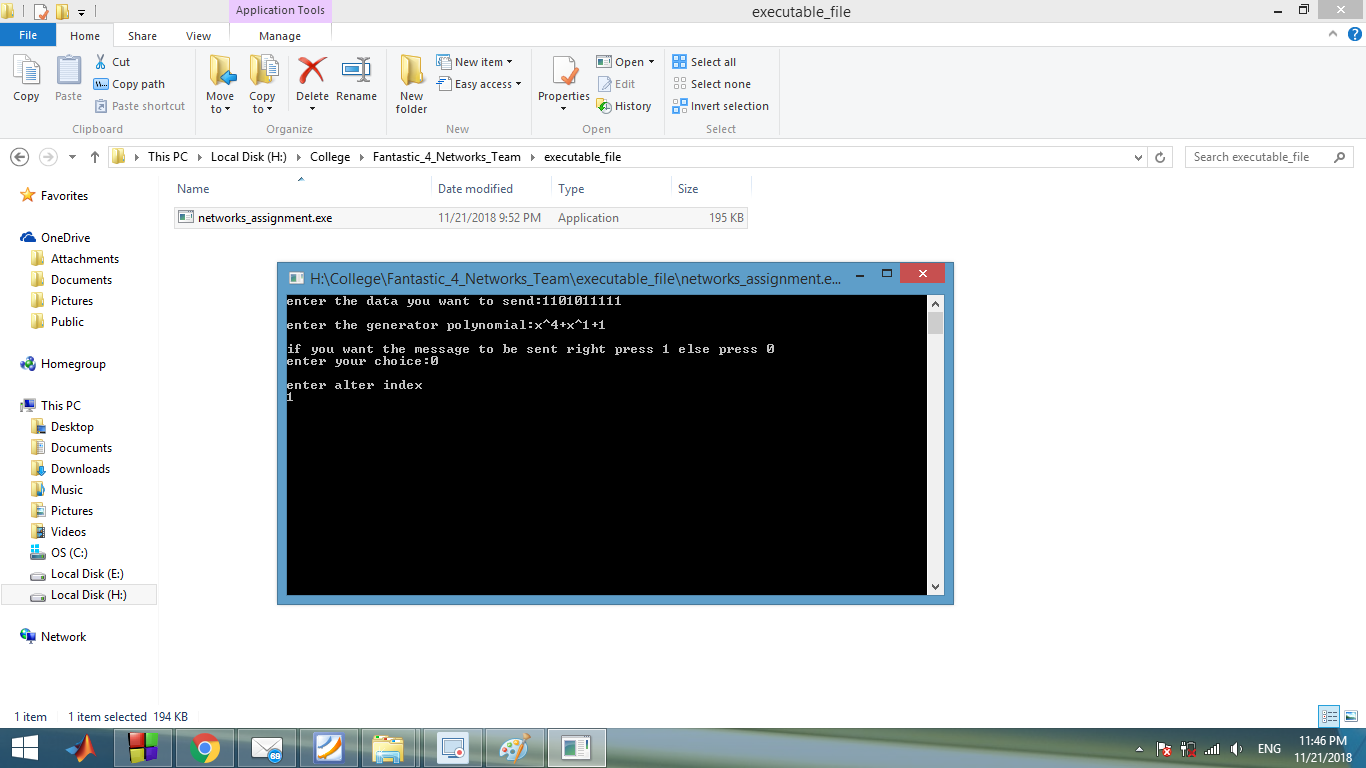 Application Tools
executable_file
File
Home
Share
View
Manage
Copy
Paste
Cut
Copy path
Paste shortcut
Clipboard
Move to
Copy to
Delete
Rename
Organize
New folder
New item
Easy access
New
Properties
Open
Edit
History
Open
Select all
Select none
Invert selection
Select
This PC
Local Disk (H:)
College
Fantastic_4_Networks_Team
executable_file
Search executable_file
Name
Date modified
Type
Size
networks_assignment.exe
11/21/2018 9:52 PM
Application
195 KB
Favorites
OneDrive
Attachments
Documents
Pictures
Public
Homegroup
This PC
Desktop
Documents
Downloads
Music
Pictures
Videos
OS (C:)
Local Disk (E:)
Local Disk (H:)
Network
H:\College\Fantastic_4_Networks_Team\executable_file\networks_assignment.e...
enter the data you want to send:1101011111
enter the generator polynomial:x^4+x^1+1
if you want the message to be sent right press 1 else press 0
enter your choice:0
enter alter index
1
1 item
1 item selected 194 KB
69
ENG
11:46 PM
11/21/2018